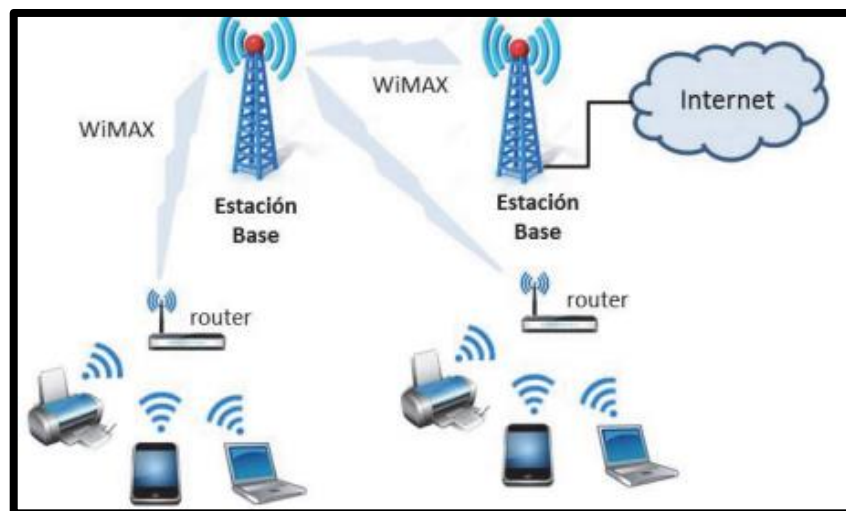 WiMAX
Internet
WiMAX
Estación
Base
Estación
Base
router
router